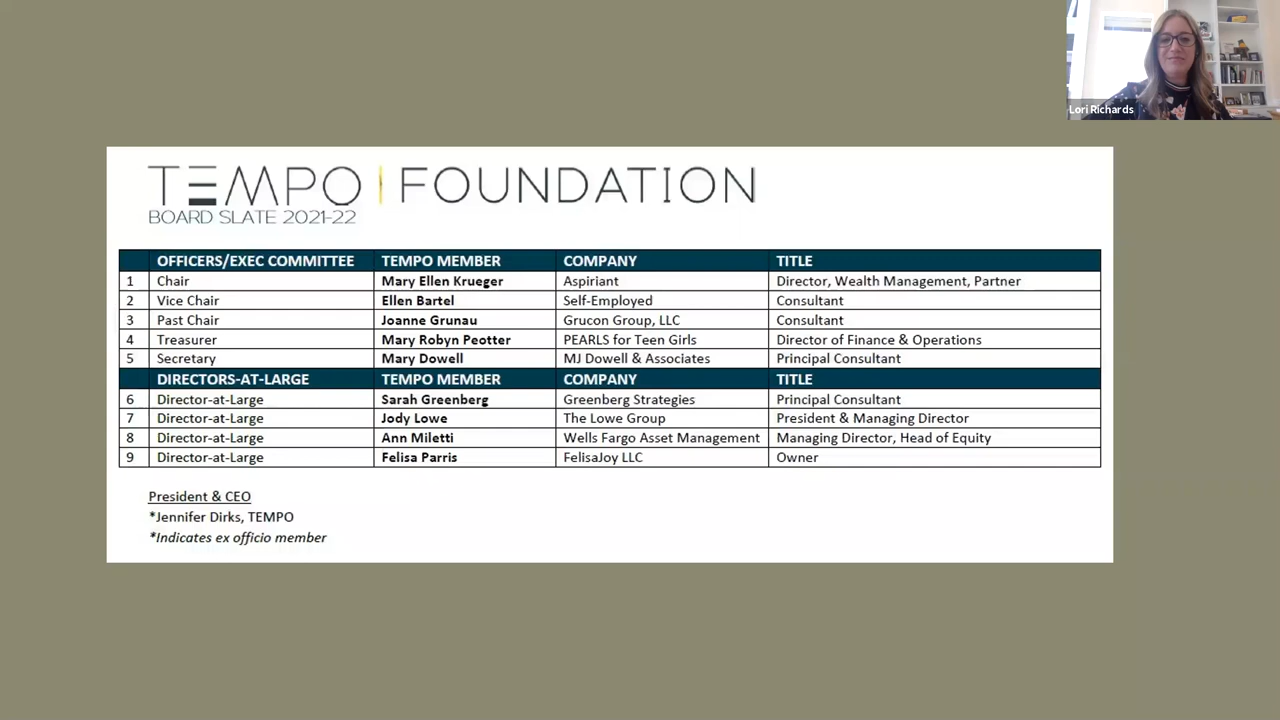 Lori Richards
TEMPO | FOUNDATION
BOARD SLATE 2021-22
OFFICERS/EXEC COMMITTEE TEMPO MEMBER COMPANY TITLE
1 Chair Mary Ellen Krueger Aspiriant Director, Wealth Management, Partner
2 Vice Chair Ellen Bartel Self-Employed Consultant
3 Past Chair Joanne Grunau Grucon Group, LLC Consultant
4 Treasurer Mary Robyn Peotter PEARLS for Teen Girls Director of Finance & Operations
5 Secretary Mary Dowell MJ Dowell & Associates Principal Consultant
DIRECTORS-AT-LARGE TEMPO MEMBER COMPANY TITLE
6 Director-at-Large Sarah Greenberg Greenberg Strategies Principal Consultant
7 Director-at-Large Jody Lowe The Lowe Group President & Managing Director
8 Director-at-Large Ann Miletti Wells Fargo Asset Management Managing Director, Head of Equity
9 Director-at-Large Felisa Parris FelisaJoy LLC Owner
President & CEO
*Jennifer Dirks, TEMPO
*Indicates ex officio member